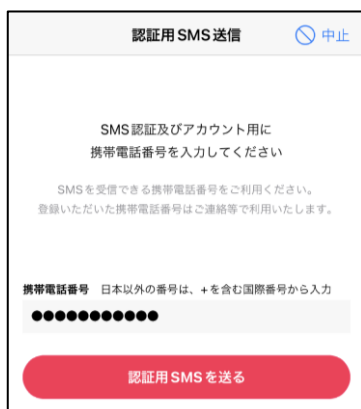 認証用SMS送信 中止
SMS認証及びアカウント用に
携帯電話番号を入力してください
SMSを受信できる携帯電話番号をご利用ください。
登録いただいた携帯電話番号はご連絡等で利用いたします。
携帯電話番号 日本以外の番号は、+を含む国際番号から入力
●●●●●●●●●●●
認証用SMSを送る